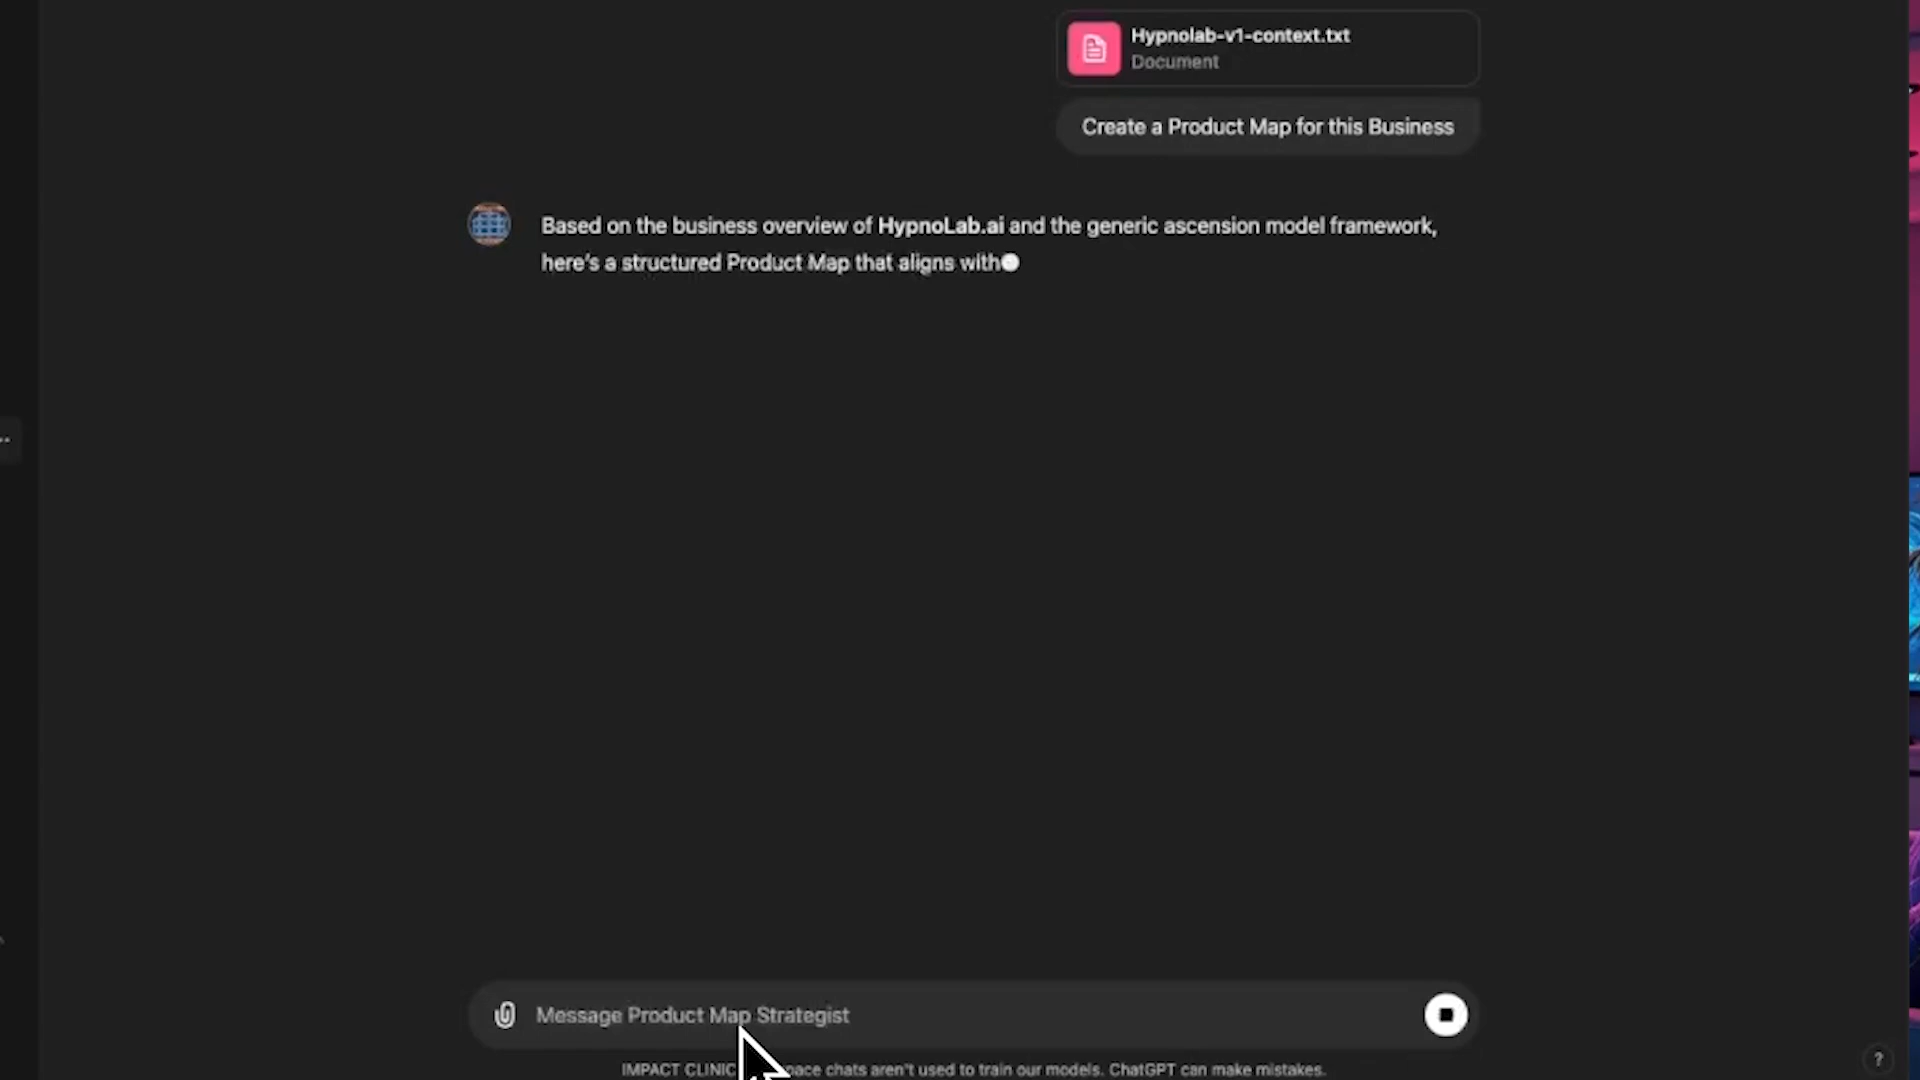 Hypnolab-v1-context.txt
Document
Create a Product Map for this Business
Based on the business overview of HypnoLab.ai and the generic ascension model framework,
here's a structured Product Map that aligns with
Message Product Map Strategist
IMPACT CLINIC pace chats aren't used to train our models. ChatGPT can make mistakes.
?